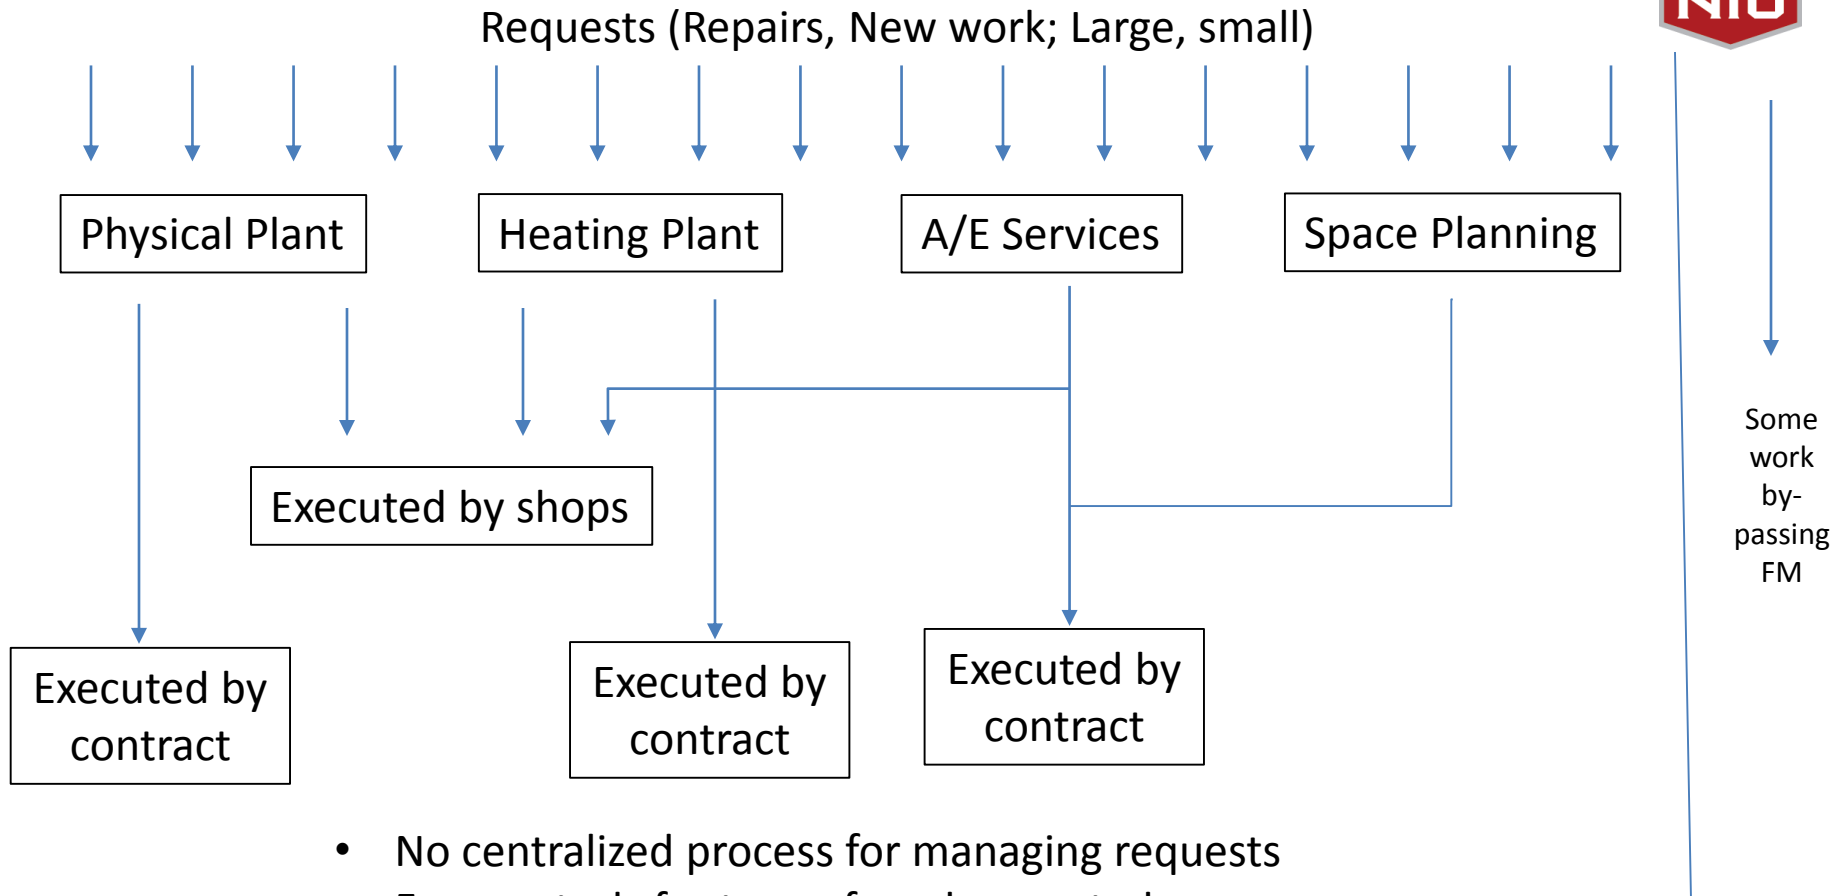 NIU
Requests (Repairs, New work; Large, small)
Physical Plant
Heating Plant
A/E Services
Space Planning
Some
work
by-
passing
FM
Executed by shops
Executed by
contract
Executed by
contract
Executed by
contract
• No centralized process for managing requests